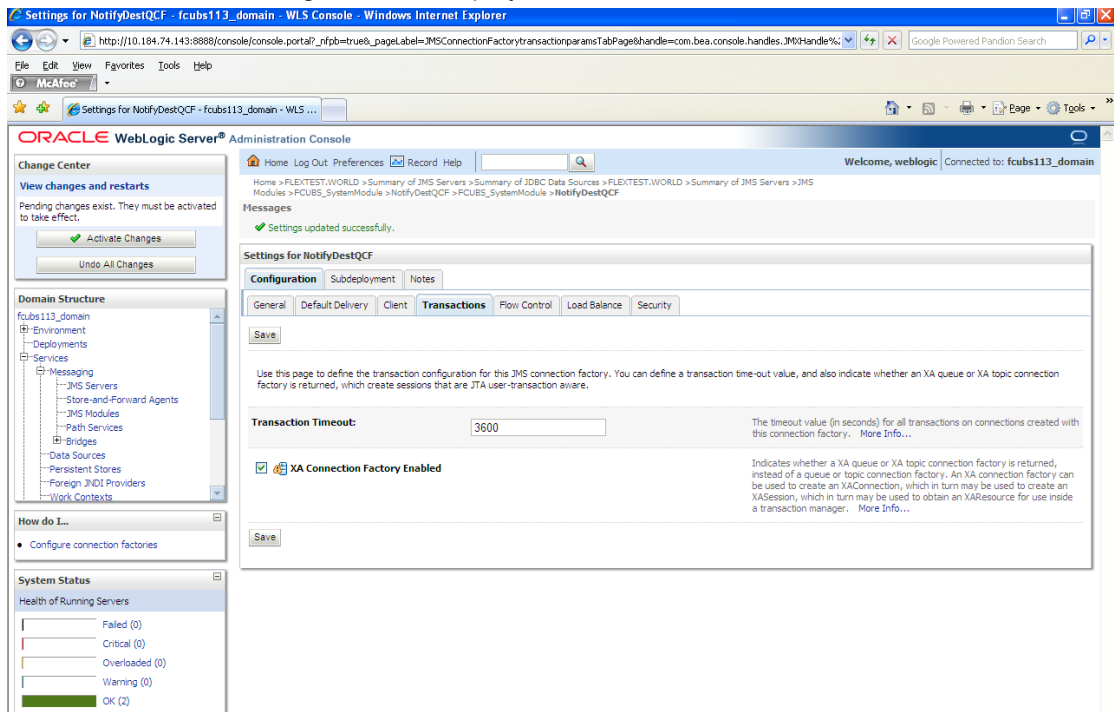 Settings for NotifyDestQCF - fcubs113_domain - WLS Console - Windows Internet Explorer
http://10.184.74.143:8888/console/console.portal?_nfpb=true&_pageLabel=JMSConnectionFactorytransactionparamsTabPage&handle=com.bea.console.handles.JMXHandle%
Google Powered Pandion Search
File Edit View Favorites Tools Help
McAfee
Settings for NotifyDestQCF - fcubs113_domain - WLS ...
Page Tools
ORACLE WebLogic Server® Administration Console
Change Center
View changes and restarts
Pending changes exist. They must be activated
to take effect.
Activate Changes
Undo All Changes
Domain Structure
fcubs113_domain
Environment
Deployments
Services
Messaging
JMS Servers
Store-and-Forward Agents
JMS Modules
Path Services
Bridges
Data Sources
Persistent Stores
Foreign JNDI Providers
Work Contexts
How do I...
Configure connection factories
System Status
Health of Running Servers
Failed (0)
Critical (0)
Overloaded (0)
Warning (0)
OK (2)
Home Log Out Preferences Record Help
Welcome, weblogic Connected to: fcubs113_domain
Home >FLEXTEST.WORLD >Summary of JMS Servers >Summary of JDBC Data Sources >FLEXTEST.WORLD >Summary of JMS Servers >JMS
Modules >FCUBS_SystemModule >NotifyDestQCF >FCUBS_SystemModule >NotifyDestQCF
Messages
Settings updated successfully.
Settings for NotifyDestQCF
Configuration Subdeployment Notes
General Default Delivery Client Transactions Flow Control Load Balance Security
Save
Use this page to define the transaction configuration for this JMS connection factory. You can define a transaction time-out value, and also indicate whether an XA queue or XA topic connection
factory is returned, which create sessions that are JTA user-transaction aware.
Transaction Timeout: 3600
The timeout value (in seconds) for all transactions on connections created with
this connection factory. More Info...
XA Connection Factory Enabled
Indicates whether a XA queue or XA topic connection factory is returned,
instead of a queue or topic connection factory. An XA connection factory can
be used to create an XAConnection, which in turn may be used to create an
XASession, which in turn may be used to obtain an XAResource for use inside
a transaction manager. More Info...
Save